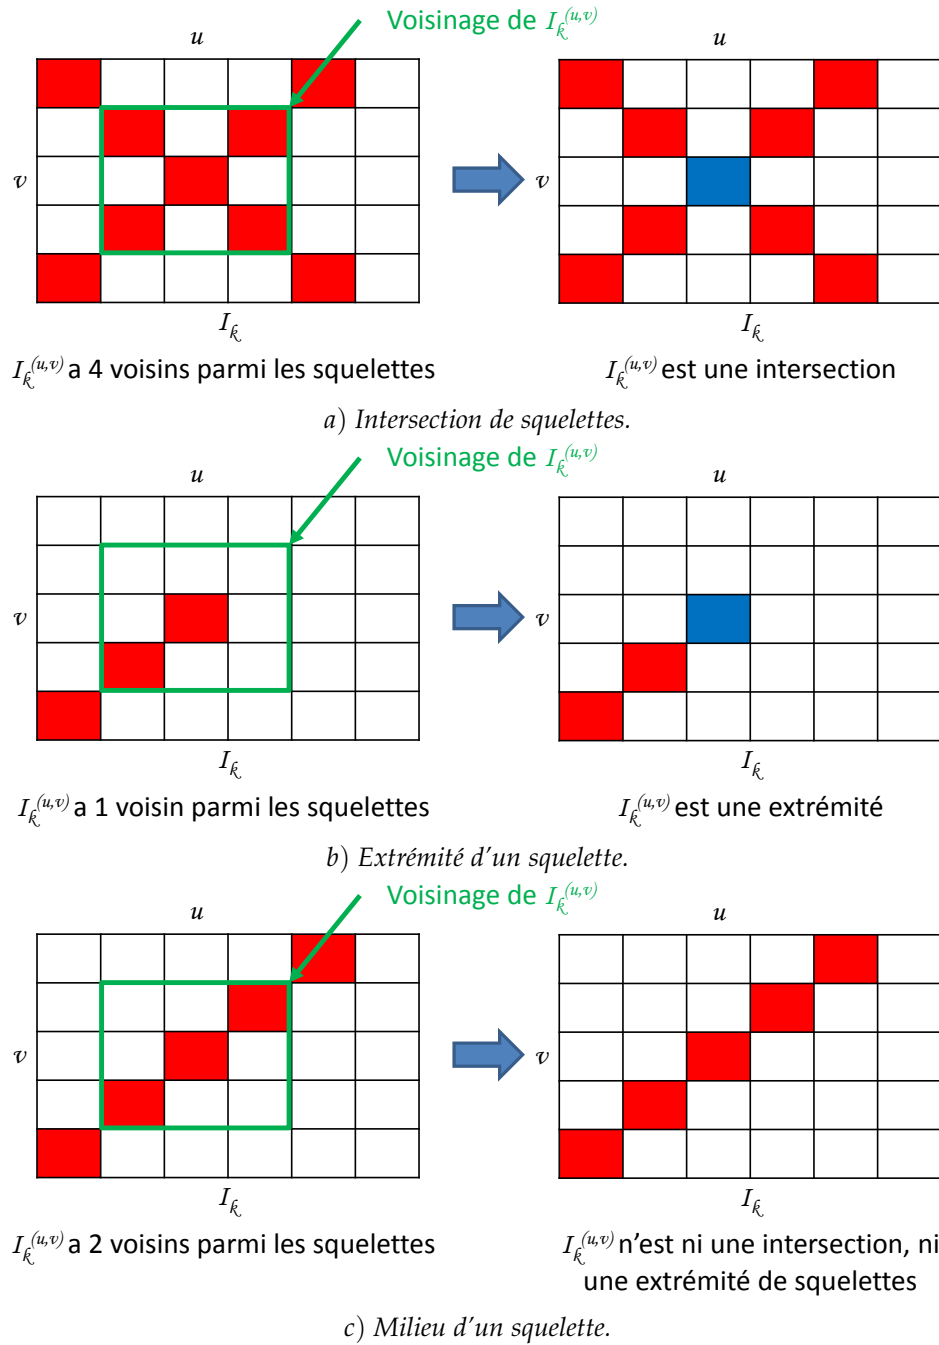 Voisinage de I_k^(u,v)
u u
v v
I_k I_k
I_k^(u,v) a 4 voisins parmi les squelettes I_k^(u,v) est une intersection
a) Intersection de squelettes.
Voisinage de I_k^(u,v)
u u
v v
I_k I_k
I_k^(u,v) a 1 voisin parmi les squelettes I_k^(u,v) est une extrémité
b) Extrémité d'un squelette.
Voisinage de I_k^(u,v)
u u
v v
I_k I_k
I_k^(u,v) a 2 voisins parmi les squelettes I_k^(u,v) n'est ni une intersection, ni
une extrémité de squelettes
c) Milieu d'un squelette.